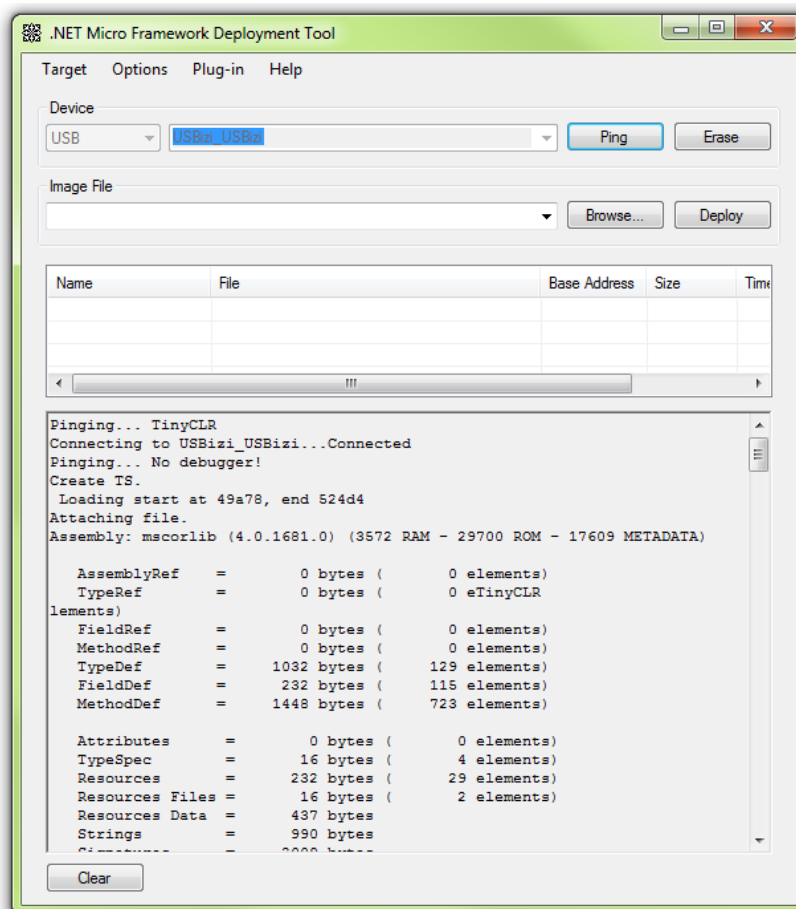 .NET Micro Framework Deployment Tool
Target Options Plug-in Help
Device
USB USBizi_USBizi Ping Erase
Image File
Browse... Deploy
Name File Base Address Size Time
Pinging... TinyCLR
Connecting to USBizi_USBizi...Connected
Pinging... No debugger!
Create TS.
Loading start at 49a78, end 524d4
Attaching file.
Assembly: mscorlib (4.0.1681.0) (3572 RAM - 29700 ROM - 17609 METADATA)
AssemblyRef = 0 bytes ( 0 elements)
TypeRef = 0 bytes ( 0 eTinyCLR
lements)
FieldRef = 0 bytes ( 0 elements)
MethodRef = 0 bytes ( 0 elements)
TypeDef = 1032 bytes ( 129 elements)
FieldDef = 232 bytes ( 115 elements)
MethodDef = 1448 bytes ( 723 elements)
Attributes = 0 bytes ( 0 elements)
TypeSpec = 16 bytes ( 4 elements)
Resources = 232 bytes ( 29 elements)
Resources Files = 16 bytes ( 2 elements)
Resources Data = 437 bytes
Strings = 990 bytes
Clear